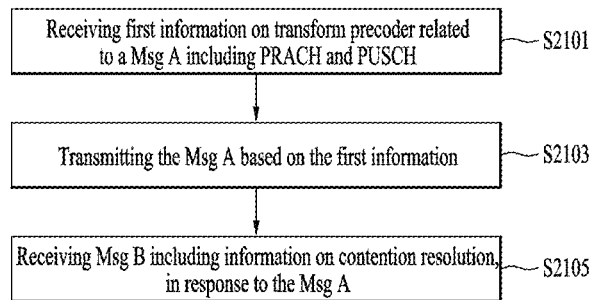 Receiving first information on transform precoder related
to a Msg A including PRACH and PUSCH
S2101
Transmitting the Msg A based on the first information
S2103
Receiving Msg B including information on contention resolution,
in response to the Msg A
S2105